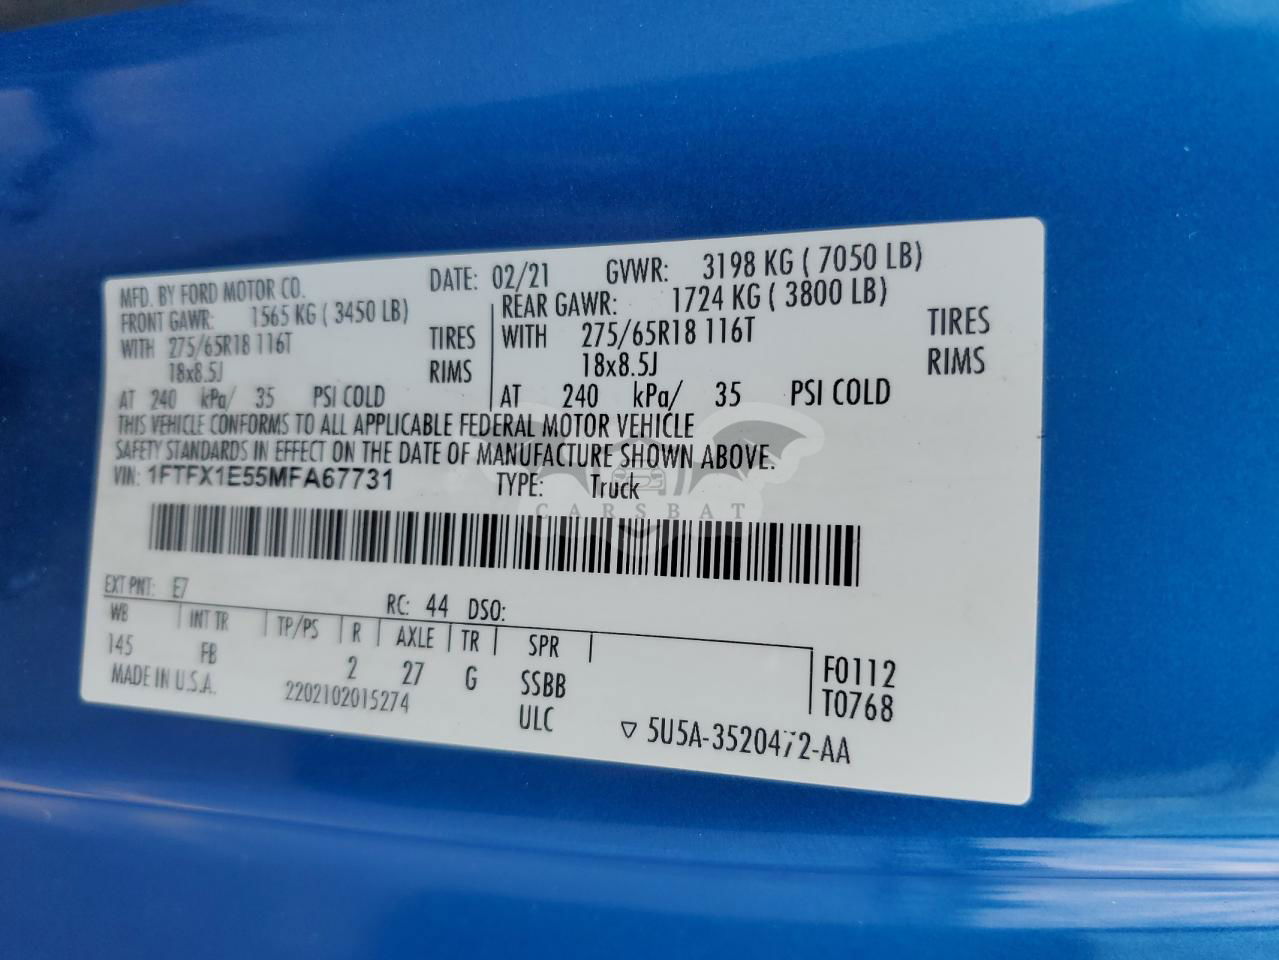 MFD. BY FORD MOTOR CO. DATE: 02/21 GVWR: 3198 KG ( 7050 LB)
FRONT GAWR: 1565 KG ( 3450 LB) REAR GAWR: 1724 KG ( 3800 LB)
WITH 275/65R18 116T TIRES WITH 275/65R18 116T TIRES
18x8.5J RIMS 18x8.5J RIMS
AT 240 kPa/ 35 PSI COLD AT 240 kPa/ 35 PSI COLD
THIS VEHICLE CONFORMS TO ALL APPLICABLE FEDERAL MOTOR VEHICLE
SAFETY STANDARDS IN EFFECT ON THE DATE OF MANUFACTURE SHOWN ABOVE.
VIN: 1FTFX1E55MFA67731 TYPE: Truck
CARSBAT
EXT PNT: E7 RC: 44 DSO:
WB INT TR TP/PS R AXLE TR SPR
145 FB 2 27 G SSBB F0112
MADE IN U.S.A. 2202102015274 ULC T0768
▽ 5U5A-3520472-AA